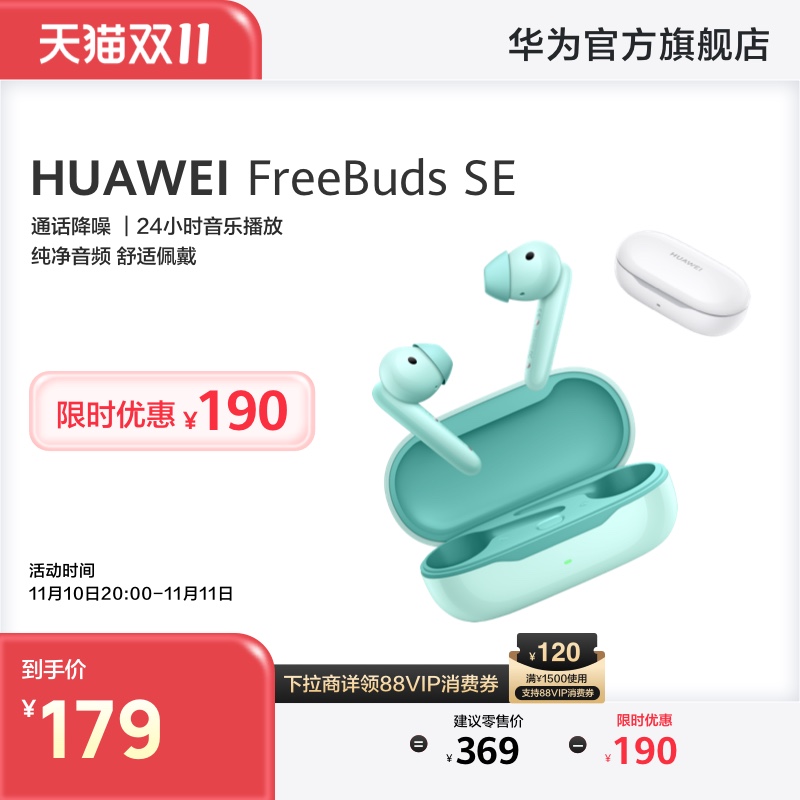 天猫双11
华为官方旗舰店
HUAWEI FreeBuds SE
通话降噪 | 24小时音乐播放
纯净音频 舒适佩戴
HUAWEI
限时优惠 ¥190
活动时间
11月10日20:00-11月11日
到手价
¥179
下拉商详领88VIP消费券
¥120
满¥1500使用
支持88VIP消费券
= 建议零售价 ¥369
- 限时优惠 ¥190